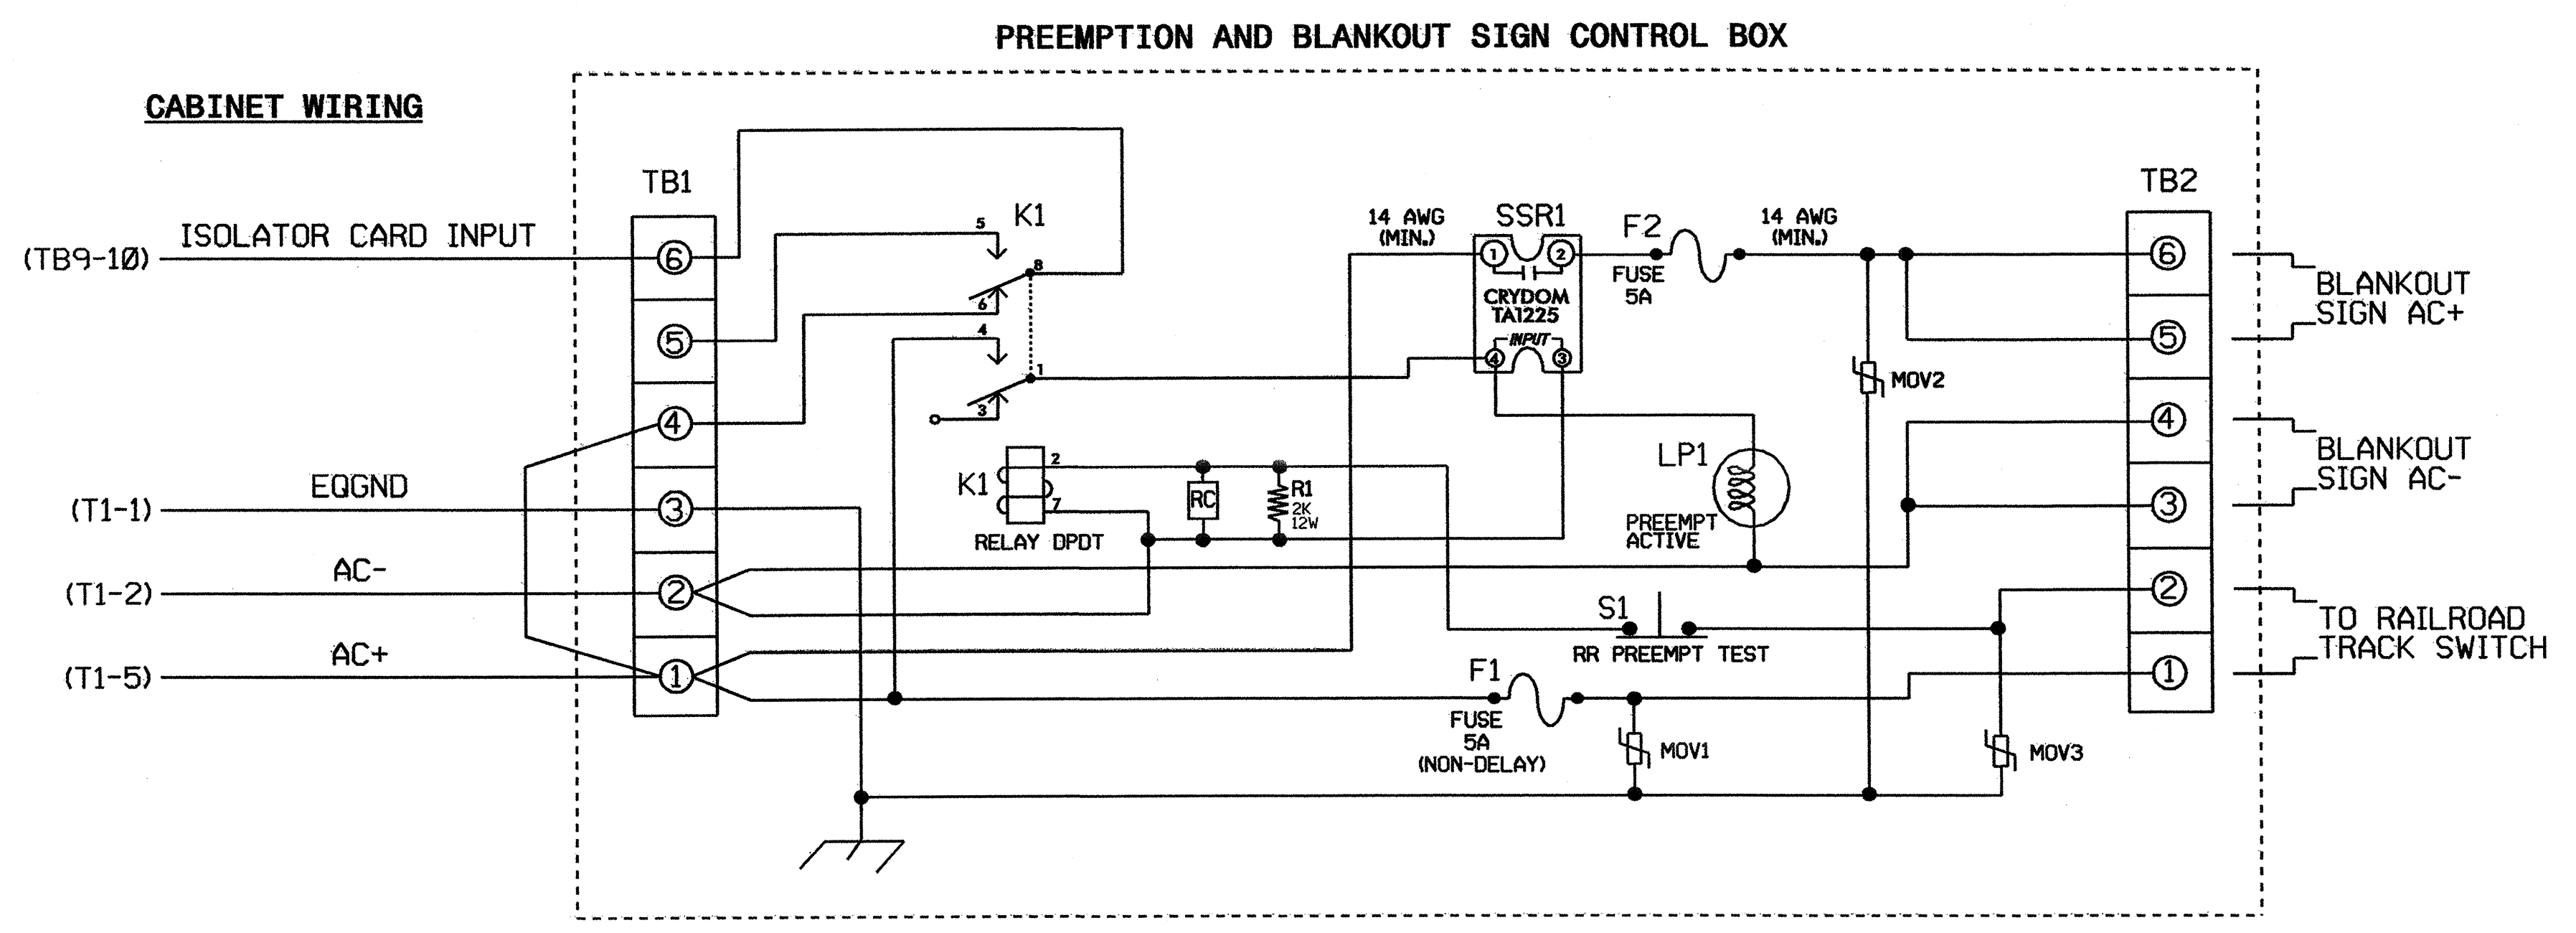 PREEMPTION AND BLANKOUT SIGN CONTROL BOX
CABINET WIRING
TB1
6
5
4
3
2
1
(TB9-10)
ISOLATOR CARD INPUT
(T1-1)
EQGND
(T1-2)
AC-
(T1-5)
AC+
K1
5
8
6
4
1
3
K1
2
7
RELAY DPDT
RC
R1
2K
12W
14 AWG
(MIN.)
SSR1
1
2
CRYDOM
TA1225
INPUT
4
3
F2
FUSE
5A
14 AWG
(MIN.)
MOV2
LP1
PREEMPT
ACTIVE
S1
RR PREEMPT TEST
F1
FUSE
5A
(NON-DELAY)
MOV1
MOV3
TB2
6
5
4
3
2
1
BLANKOUT
SIGN AC+
BLANKOUT
SIGN AC-
TO RAILROAD
TRACK SWITCH